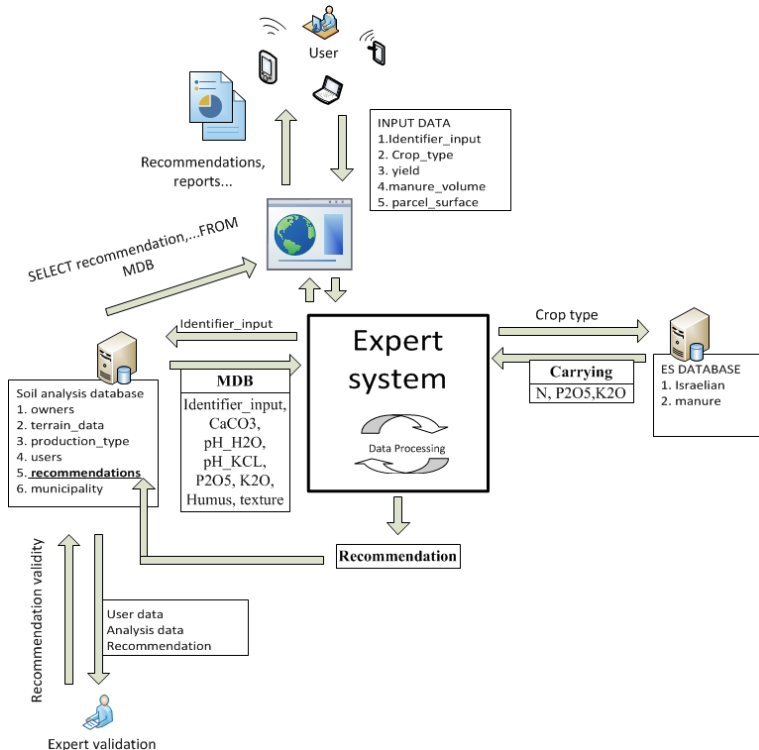 User
INPUT DATA
1.Identifier_input
2. Crop_type
3. yield
4.manure_volume
5. parcel_surface
Recommendations,
reports...
SELECT recommendation,...FROM
MDB
Identifier_input
Expert
system
Data Processing
Crop type
Carrying
N, P2O5,K2O
ES DATABASE
1. Israelian
2. manure
MDB
Identifier_input,
CaCO3,
pH_H2O,
pH_KCL,
P2O5, K2O,
Humus, texture
Soil analysis database
1. owners
2. terrain_data
3. production_type
4. users
5. recommendations
6. municipality
Recommendation
Recommendation validity
User data
Analysis data
Recommendation
Expert validation